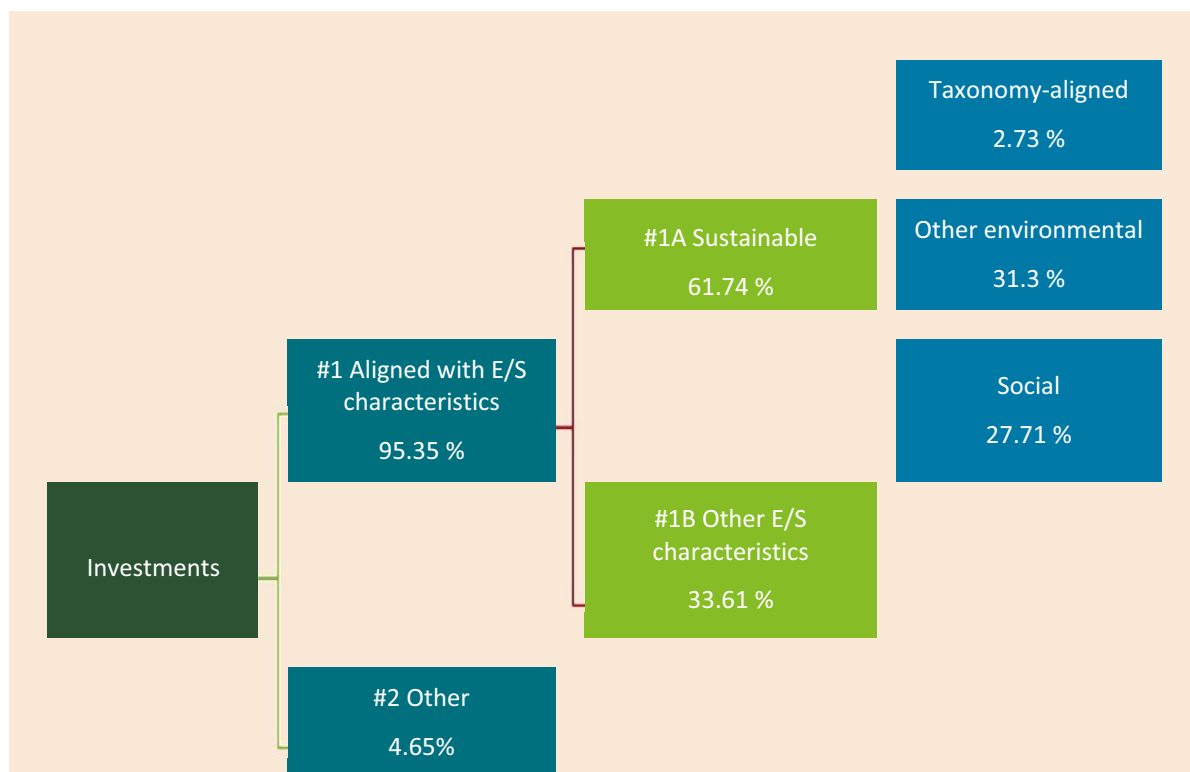 Taxonomy-aligned
2.73 %
#1A Sustainable
61.74 %
Other environmental
31.3 %
#1 Aligned with E/S
characteristics
95.35 %
Social
27.71 %
Investments
#1B Other E/S
characteristics
33.61 %
#2 Other
4.65%